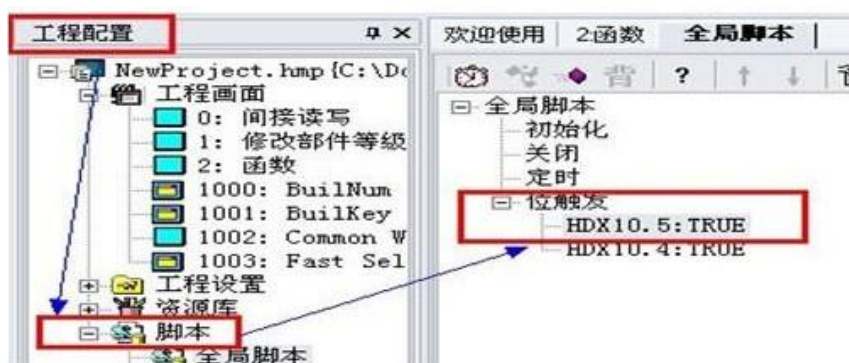 工程配置
NewProject.hmp{C:\Do
工程画面
0: 间接读写
1: 修改部件等级
2: 函数
1000: BuilNum
1001: BuilKey
1002: Common W
1003: Fast Sel
工程设置
资源库
脚本
全局脚本
欢迎使用 2:函数 全局脚本
背 ?
全局脚本
初始化
关闭
定时
位触发
HDX10.5:TRUE
HDX10.4:TRUE